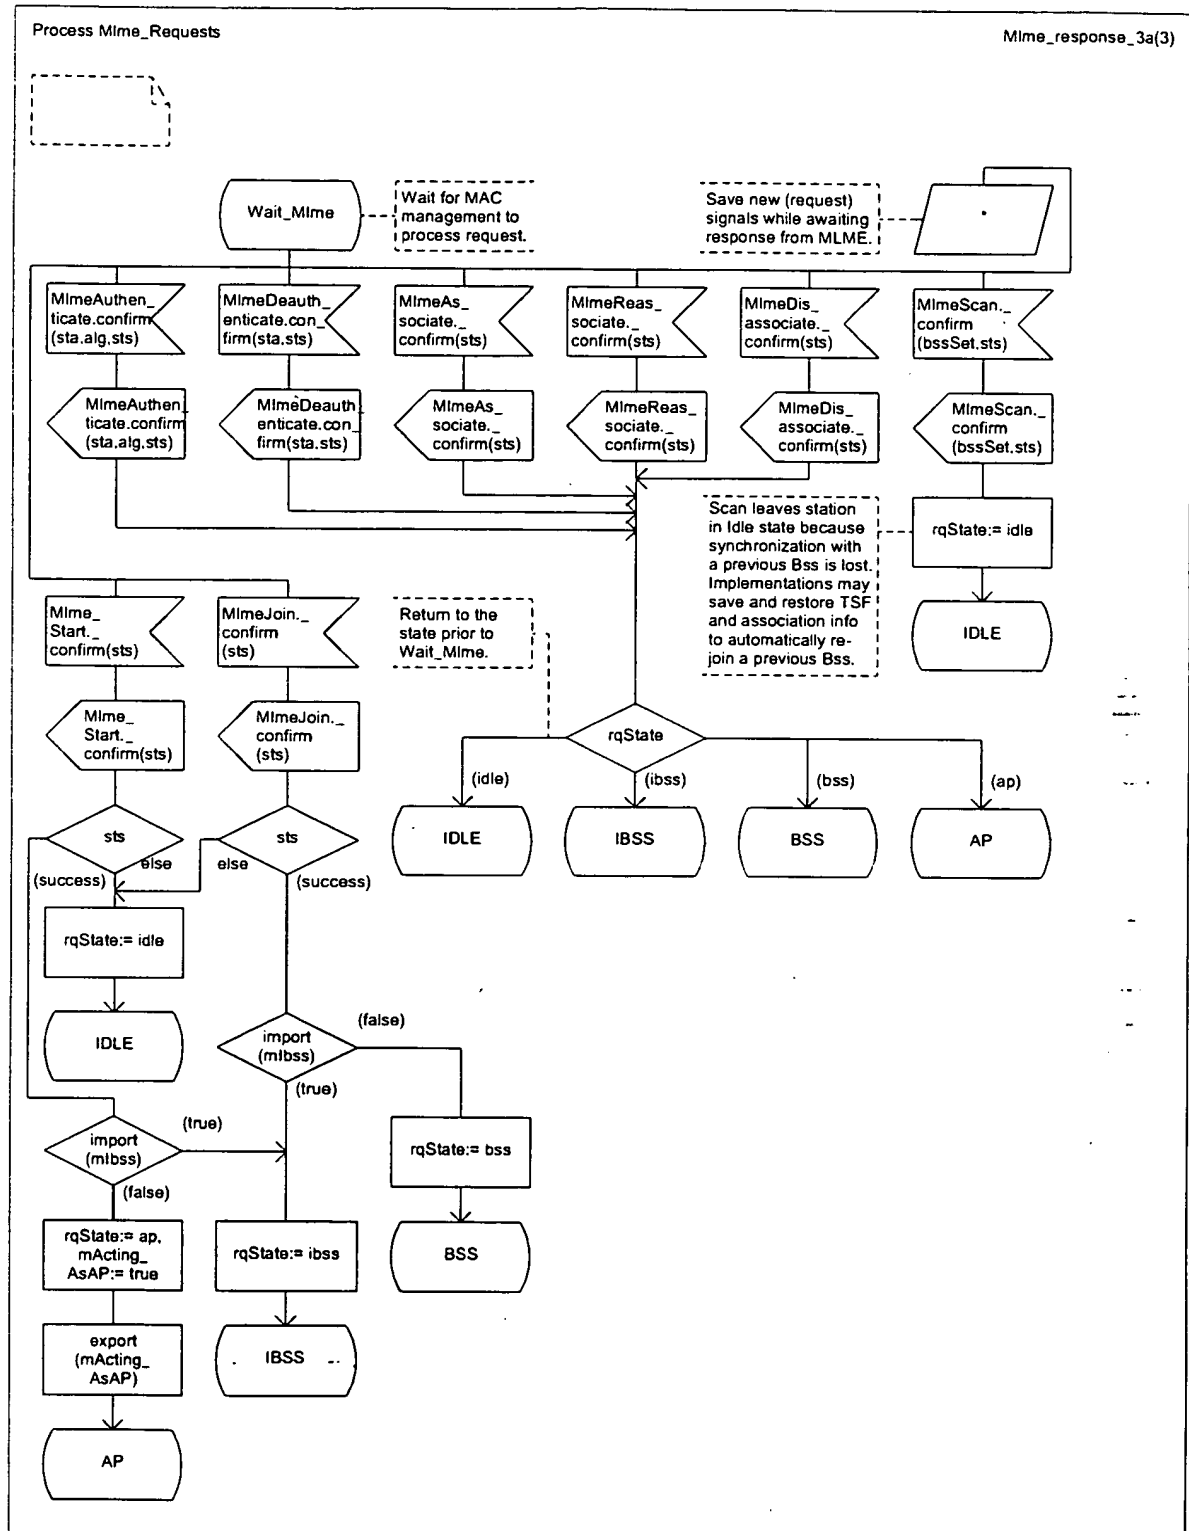 Process Mlme_Requests
Mlme_response_3a(3)
Wait_Mlme
Wait for MAC
management to
process request.
Save new (request)
signals while awaiting
response from MLME.
*
MlmeAuthen_
ticate.confirm
(sta,alg,sts)
MlmeDeauth_
enticate.con_
firm(sta,sts)
MlmeAs_
sociate._
confirm(sts)
MlmeReas_
sociate._
confirm(sts)
MlmeDis_
associate._
confirm(sts)
MlmeScan._
confirm
(bssSet,sts)
MlmeAuthen_
ticate.confirm
(sta,alg,sts)
MlmeDeauth_
enticate.con_
firm(sta,sts)
MlmeAs_
sociate._
confirm(sts)
MlmeReas_
sociate._
confirm(sts)
MlmeDis_
associate._
confirm(sts)
MlmeScan._
confirm
(bssSet,sts)
Scan leaves station
in Idle state because
synchronization with
a previous Bss is lost.
Implementations may
save and restore TSF
and association info
to automatically re-
join a previous Bss.
rqState:= idle
IDLE
Mlme_
Start._
confirm(sts)
MlmeJoin._
confirm
(sts)
Return to the
state prior to
Wait_Mlme.
Mlme_
Start._
confirm(sts)
MlmeJoin._
confirm
(sts)
rqState
(idle)
(ibss)
(bss)
(ap)
IDLE
IBSS
BSS
AP
sts
else
(success)
sts
else
(success)
rqState:= idle
IDLE
import
(mIbss)
(false)
(true)
import
(mIbss)
(true)
(false)
rqState:= bss
BSS
rqState:= ap,
mActing_
AsAP:= true
rqState:= ibss
export
(mActing_
AsAP)
IBSS
AP